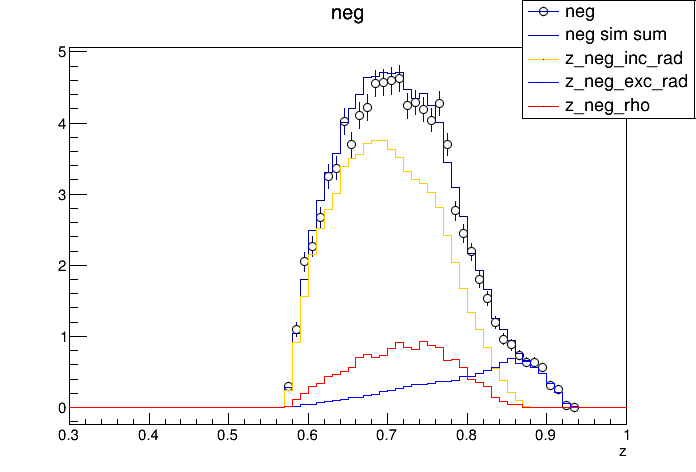 neg
neg
neg sim sum
z_neg_inc_rad
z_neg_exc_rad
z_neg_rho
5
4
3
2
1
0
0.3 0.4 0.5 0.6 0.7 0.8 0.9 1
z